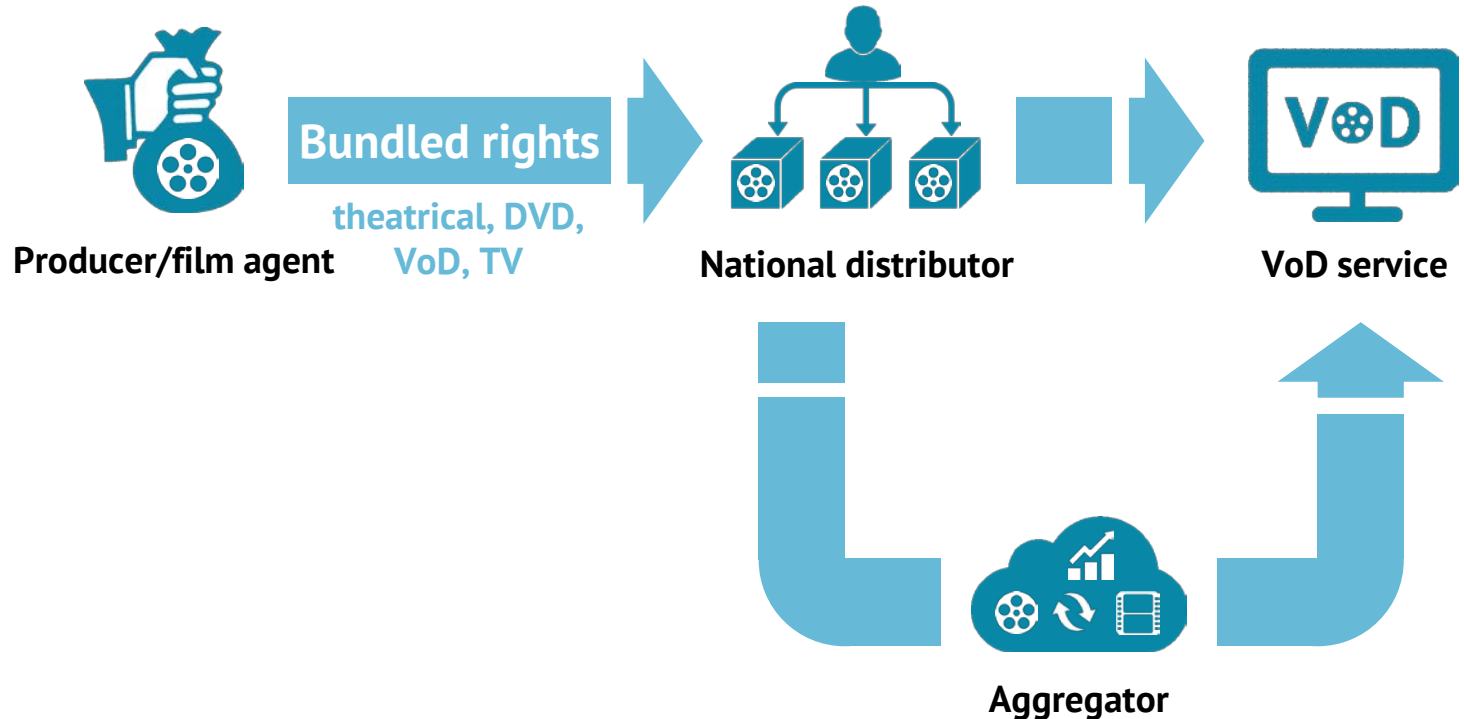 Bundled rights
theatrical, DVD,
VoD, TV
Producer/film agent
National distributor
VoD
VoD service
Aggregator